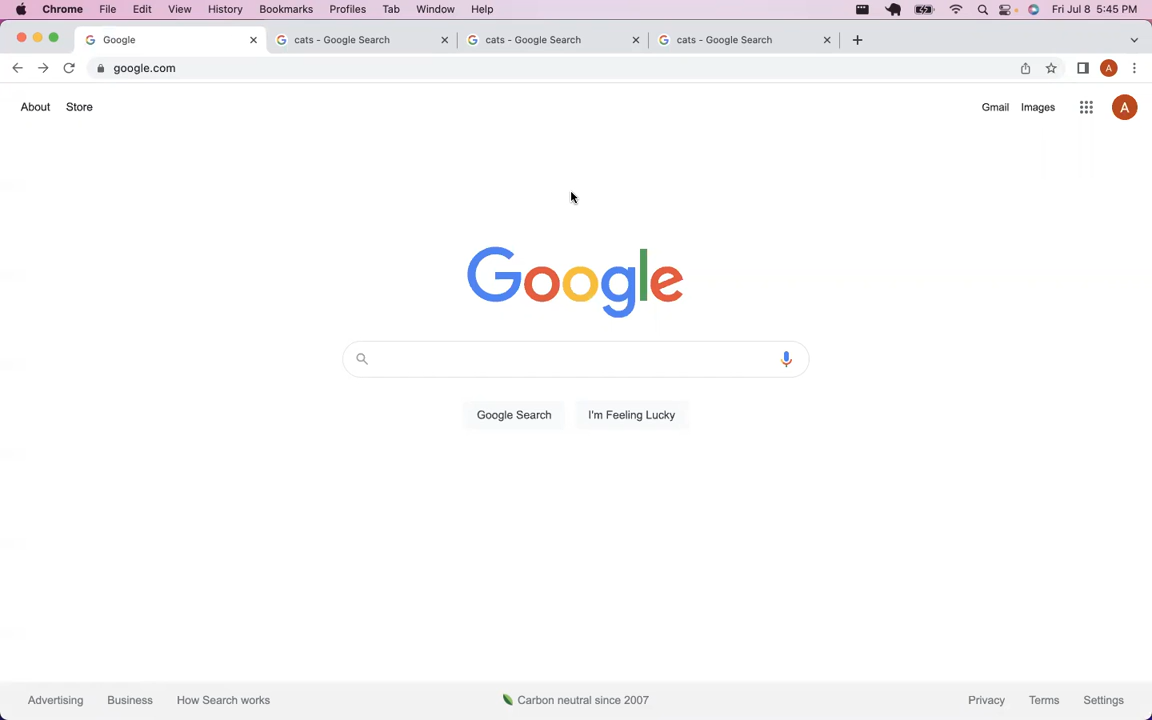 Chrome File Edit View History Bookmarks Profiles Tab Window Help Fri Jul 8 5:45 PM
Google cats - Google Search cats - Google Search cats - Google Search
google.com A
About Store Gmail Images A
Google
Google Search I'm Feeling Lucky
Advertising Business How Search works Carbon neutral since 2007 Privacy Terms Settings